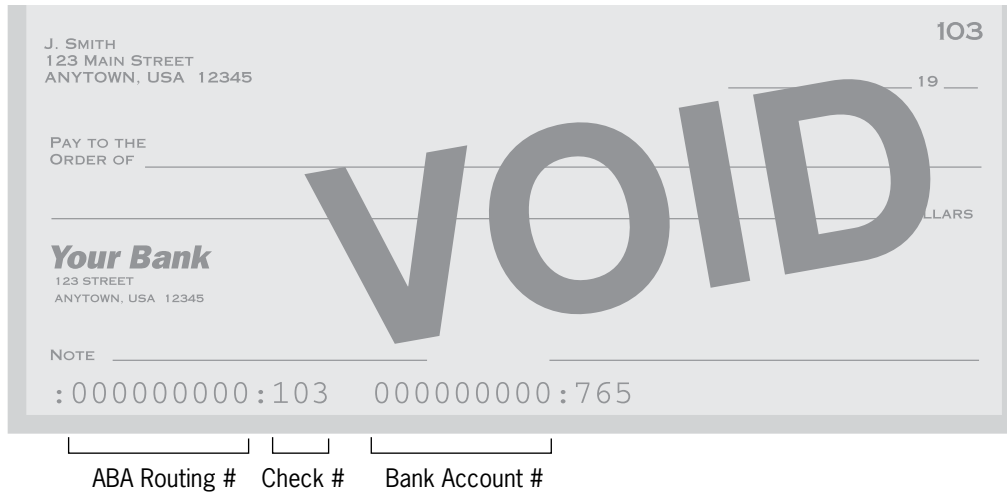 J. SMITH
123 MAIN STREET
ANYTOWN, USA 12345
103
19
PAY TO THE
ORDER OF
VOID
LLARS
Your Bank
123 STREET
ANYTOWN, USA 12345
NOTE
:000000000:103 000000000:765
ABA Routing # Check # Bank Account #